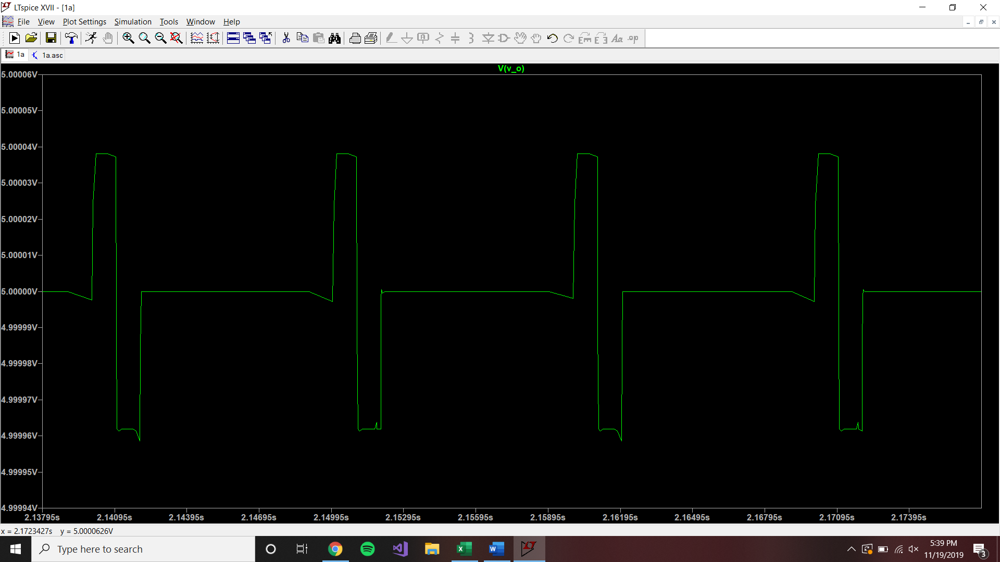 LTspice XVII - [1a]
File View Plot Settings Simulation Tools Window Help
1a 1a.asc
V(v_o)
5.00006V
5.00005V
5.00004V
5.00003V
5.00002V
5.00001V
5.00000V
4.99999V
4.99998V
4.99997V
4.99996V
4.99995V
4.99994V
2.13795s 2.14095s 2.14395s 2.14695s 2.14995s 2.15295s 2.15595s 2.15895s 2.16195s 2.16495s 2.16795s 2.17095s 2.17395s
x = 2.1723427s y = 5.0000626V
Type here to search
5:39 PM
11/19/2019
3